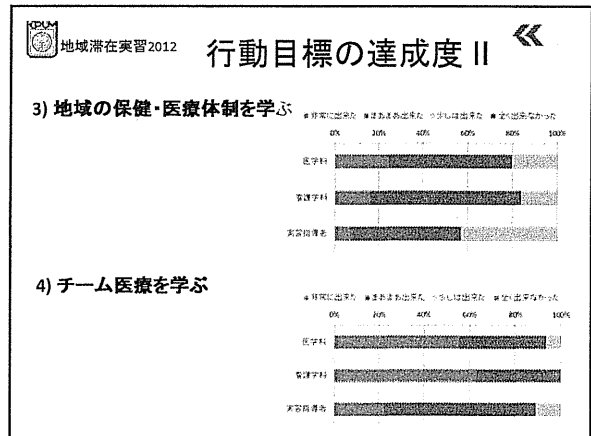 KPUM
地域滞在実習2012
行動目標の達成度 II
3) 地域の保健・医療体制を学ぶ
非常に出来た まあまあ出来た 少しは出来た 全く出来なかった
0% 20% 40% 60% 80% 100%
医学科
看護学科
実習指導者
4) チーム医療を学ぶ
非常に出来た まあまあ出来た 少しは出来た 全く出来なかった
0% 20% 40% 60% 80% 100%
医学科
看護学科
実習指導者